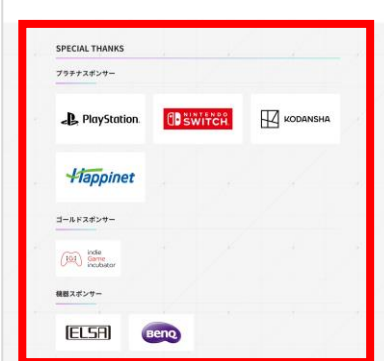 SPECIAL THANKS
プラチナスポンサー
PlayStation.
NINTENDO
SWITCH
KODANSHA
Happinet
ゴールドスポンサー
indie
Game
incubator
機器スポンサー
ELSA
BenQ